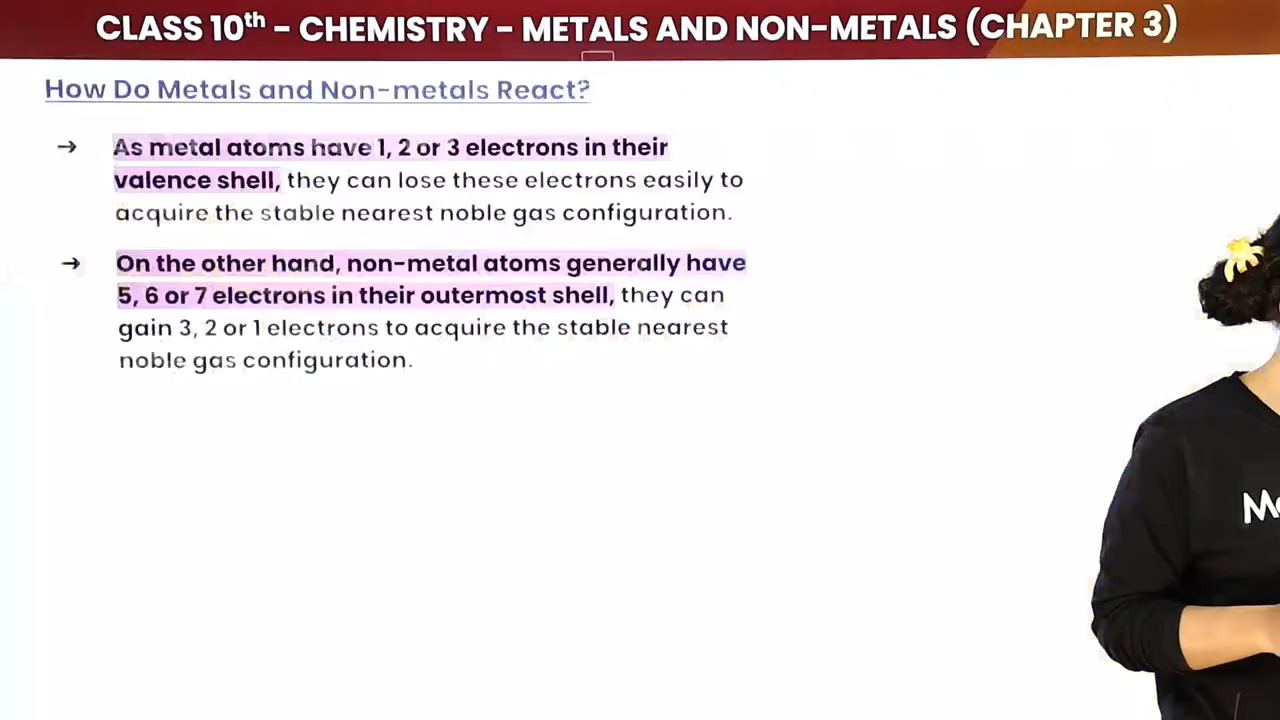 CLASS 10th - CHEMISTRY - METALS AND NON-METALS (CHAPTER 3)
How Do Metals and Non-metals React?
→ As metal atoms have 1, 2 or 3 electrons in their
valence shell, they can lose these electrons easily to
acquire the stable nearest noble gas configuration.
→ On the other hand, non-metal atoms generally have
5, 6 or 7 electrons in their outermost shell, they can
gain 3, 2 or 1 electrons to acquire the stable nearest
noble gas configuration.